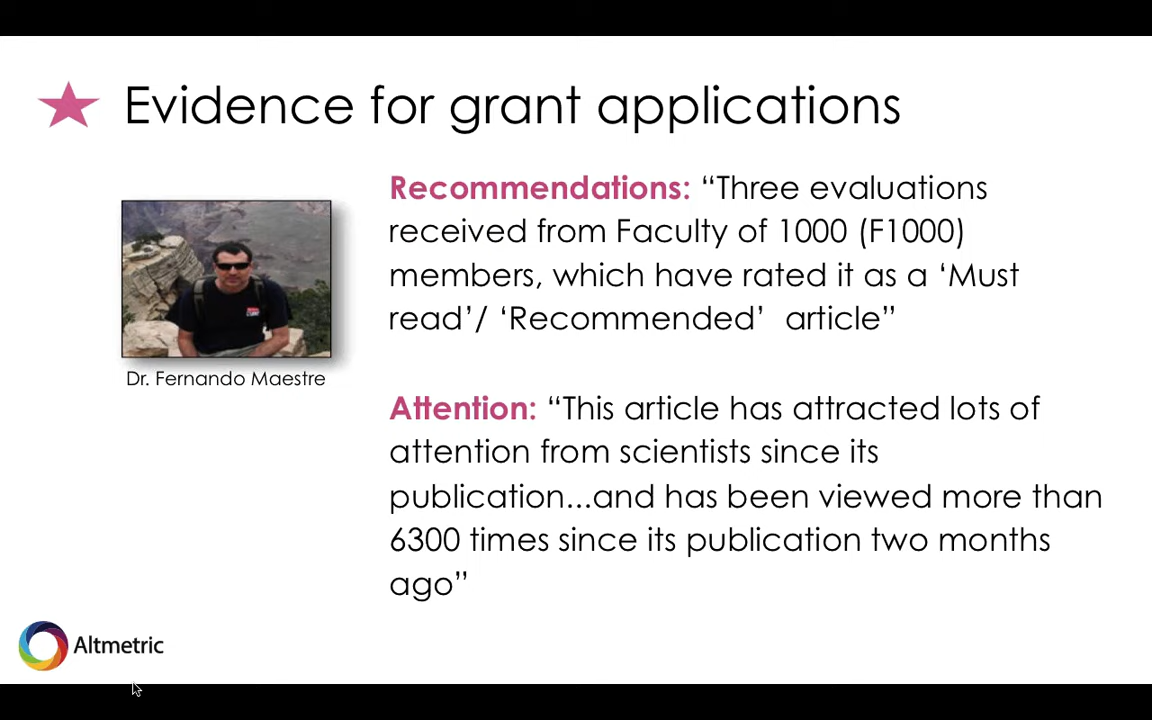 Evidence for grant applications
Recommendations: “Three evaluations
received from Faculty of 1000 (F1000)
members, which have rated it as a ‘Must
read’/ ‘Recommended’  article”
Dr. Fernando Maestre
Attention: “This article has attracted lots of
attention from scientists since its
publication...and has been viewed more than
6300 times since its publication two months
ago”
Altmetric